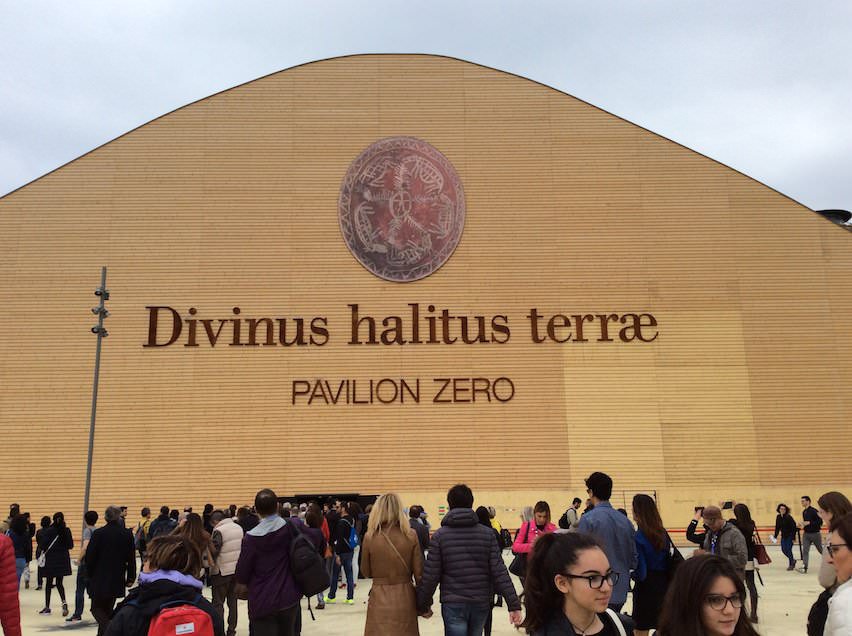 Divinus halitus terræ
PAVILION ZERO